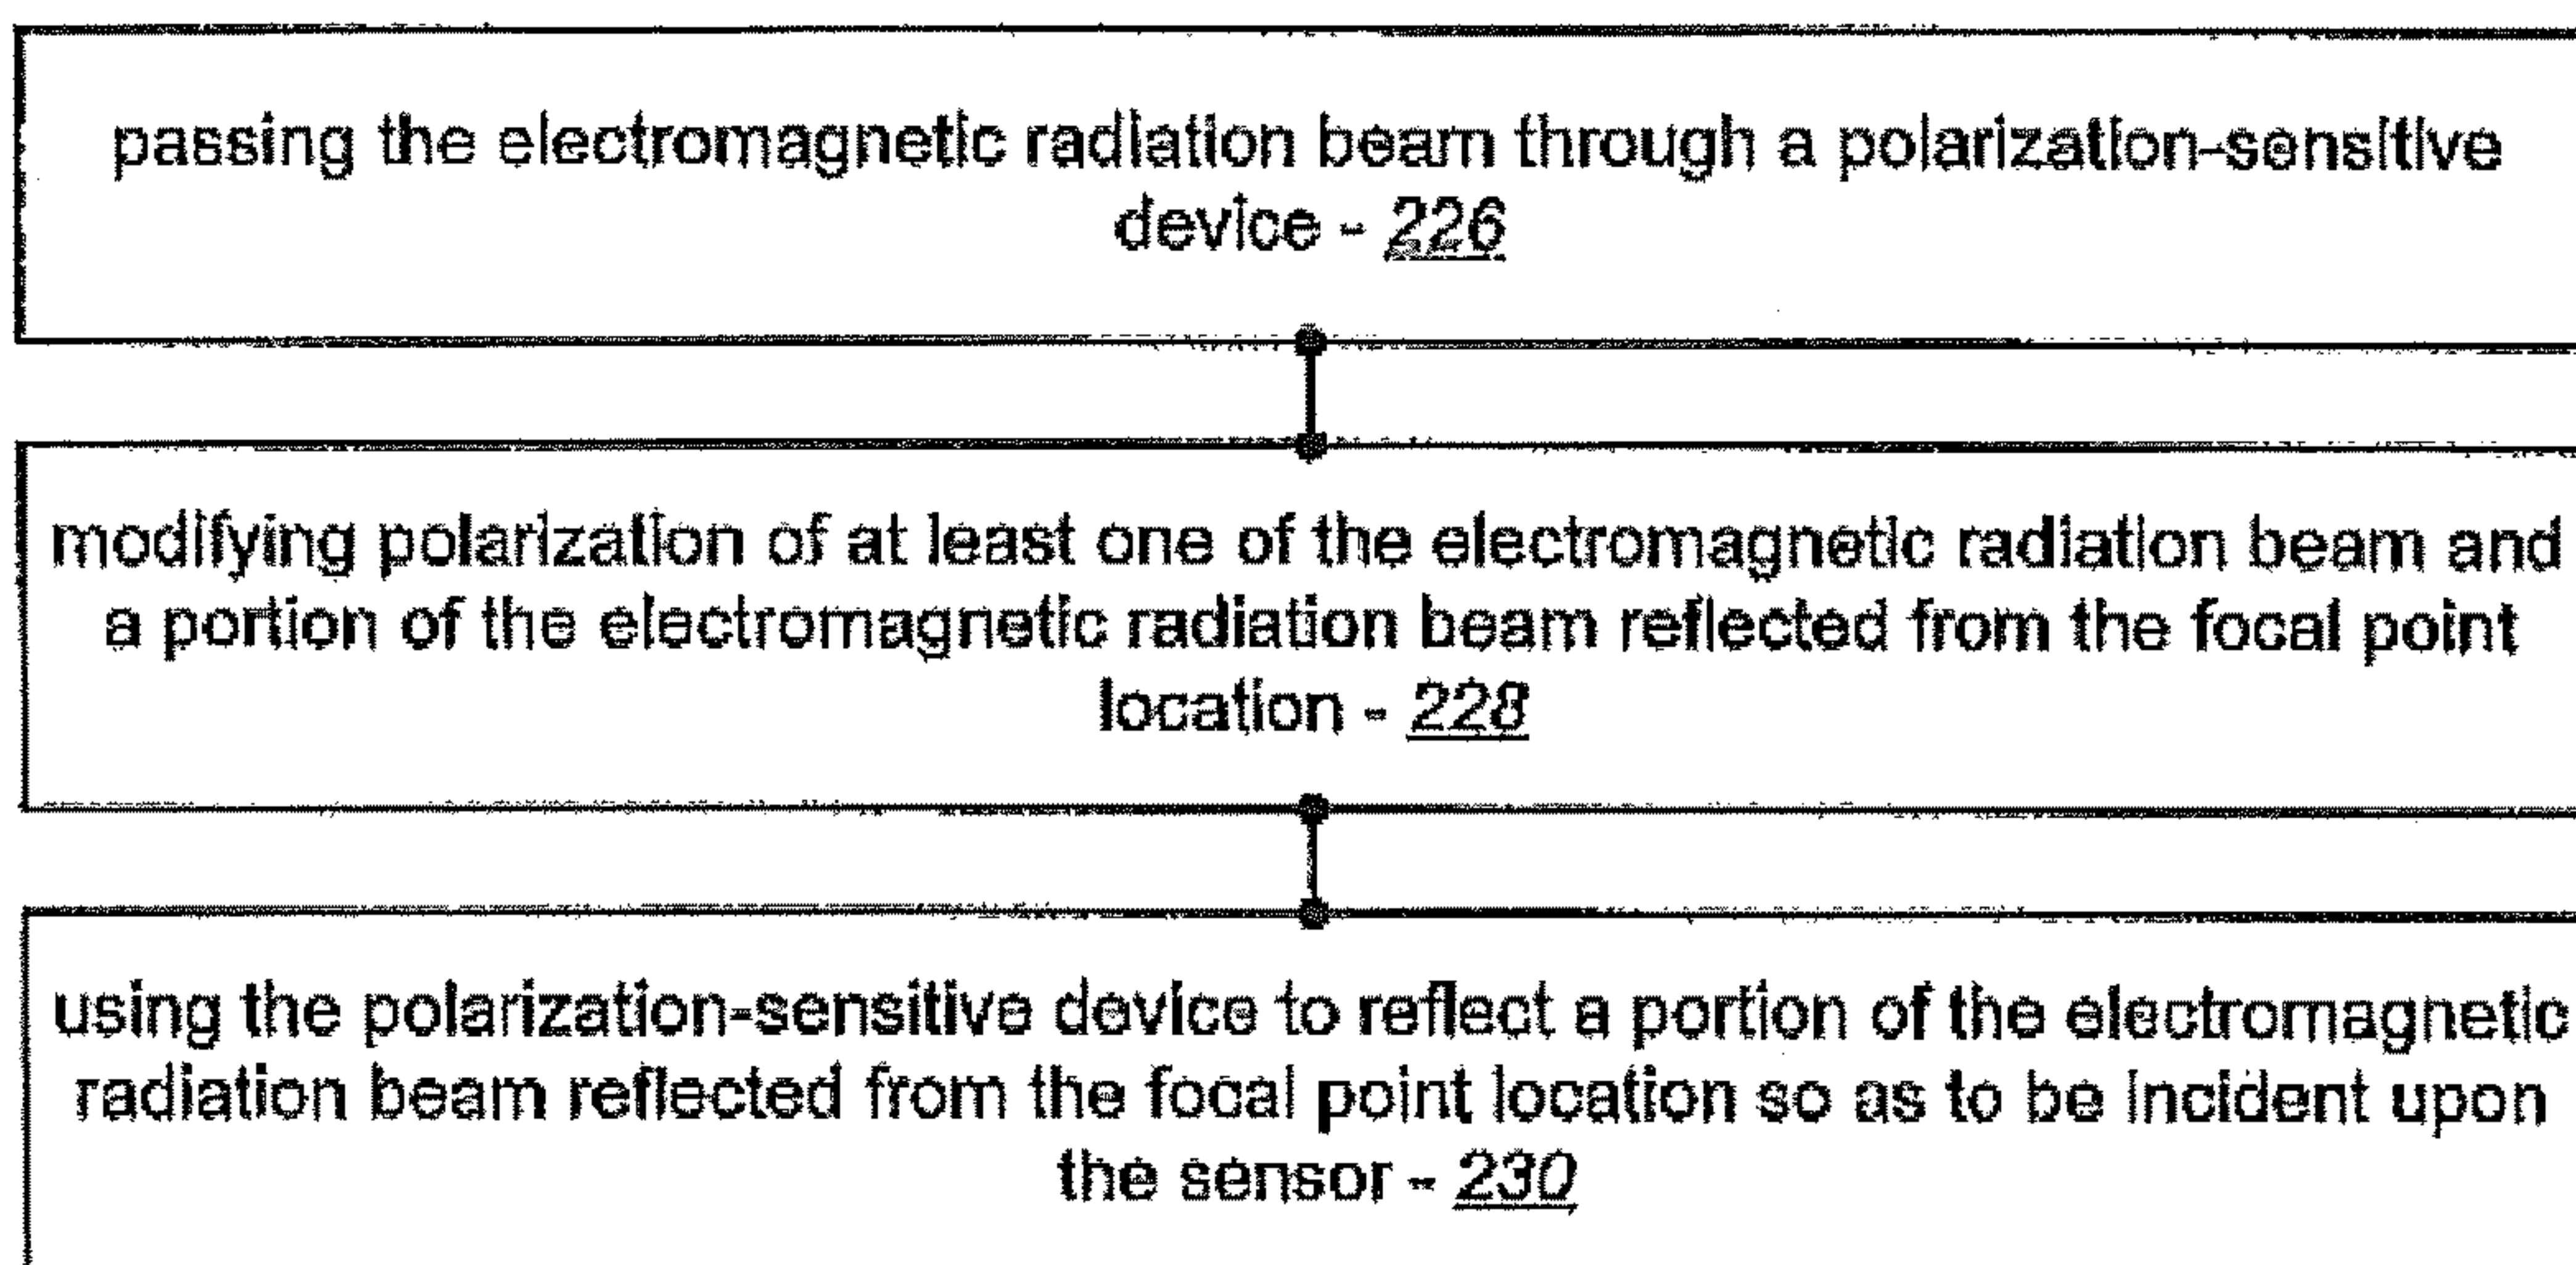 passing the electromagnetic radiation beam through a polarization-sensitive
device - 226
modifying polarization of at least one of the electromagnetic radiation beam and
a portion of the electromagnetic radiation beam reflected from the focal point
location - 228
using the polarization-sensitive device to reflect a portion of the electromagnetic
radiation beam reflected from the focal point location so as to be incident upon
the sensor - 230